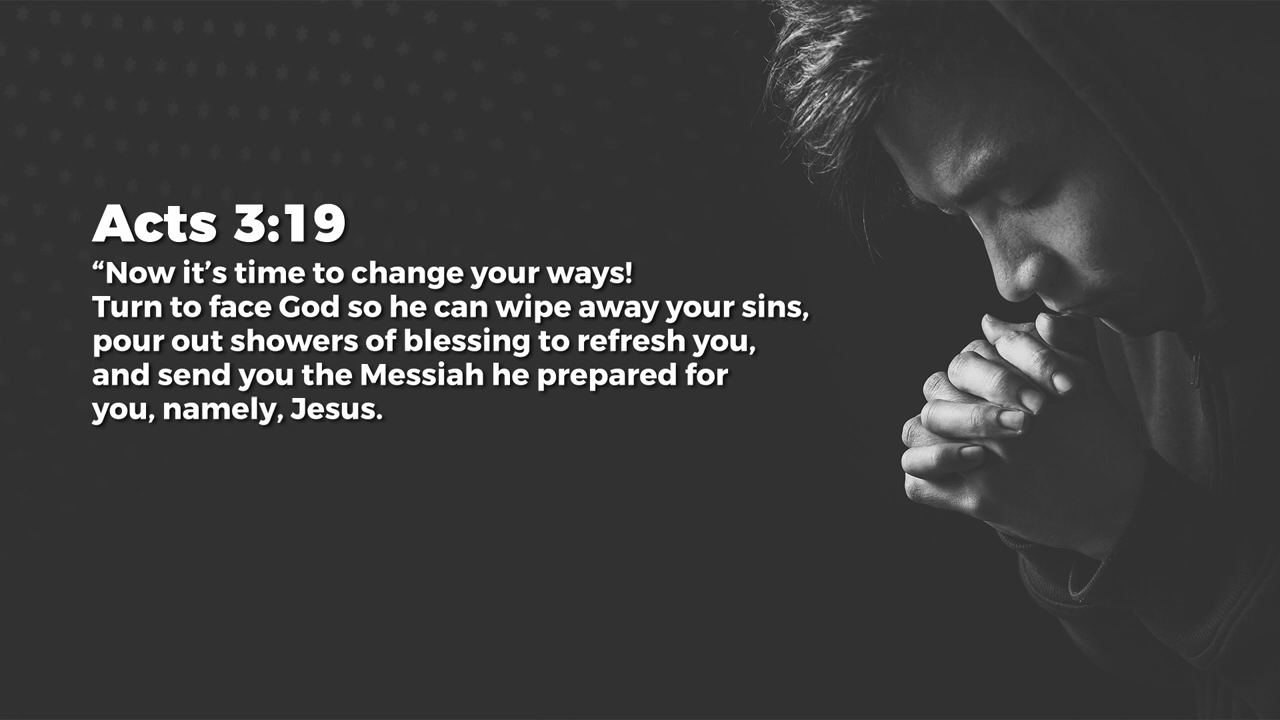 Acts 3:19
“Now it’s time to change your ways!
Turn to face God so he can wipe away your sins,
pour out showers of blessing to refresh you,
and send you the Messiah he prepared for
you, namely, Jesus.